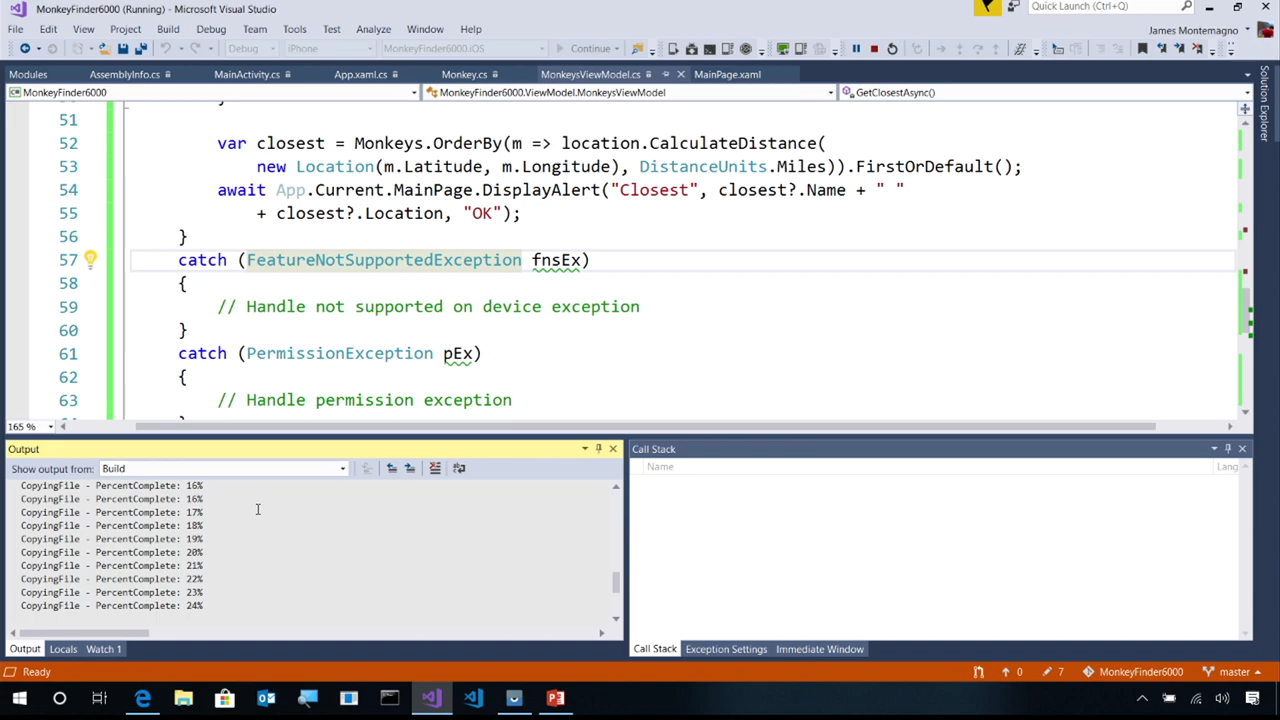 MonkeyFinder6000 (Running) - Microsoft Visual Studio
Quick Launch (Ctrl+Q)
File Edit View Project Build Debug Team Tools Test Analyze Window Help
James Montemagno
Debug iPhone MonkeyFinder6000.iOS Continue
Modules AssemblyInfo.cs MainActivity.cs App.xaml.cs Monkey.cs MonkeysViewModel.cs MainPage.xaml
Solution Explorer
MonkeyFinder6000 MonkeyFinder6000.ViewModel.MonkeysViewModel GetClosestAsync()
51
52 var closest = Monkeys.OrderBy(m => location.CalculateDistance(
53 new Location(m.Latitude, m.Longitude), DistanceUnits.Miles)).FirstOrDefault();
54 await App.Current.MainPage.DisplayAlert("Closest", closest?.Name + " "
55 + closest?.Location, "OK");
56 }
57 catch (FeatureNotSupportedException fnsEx)
58 {
59 // Handle not supported on device exception
60 }
61 catch (PermissionException pEx)
62 {
63 // Handle permission exception
165 %
Output
Show output from: Build
CopyingFile - PercentComplete: 16%
CopyingFile - PercentComplete: 16%
CopyingFile - PercentComplete: 17%
CopyingFile - PercentComplete: 18%
CopyingFile - PercentComplete: 19%
CopyingFile - PercentComplete: 20%
CopyingFile - PercentComplete: 21%
CopyingFile - PercentComplete: 22%
CopyingFile - PercentComplete: 23%
CopyingFile - PercentComplete: 24%
Output Locals Watch 1
Call Stack
Name Lang
Call Stack Exception Settings Immediate Window
Ready 0 7 MonkeyFinder6000 master